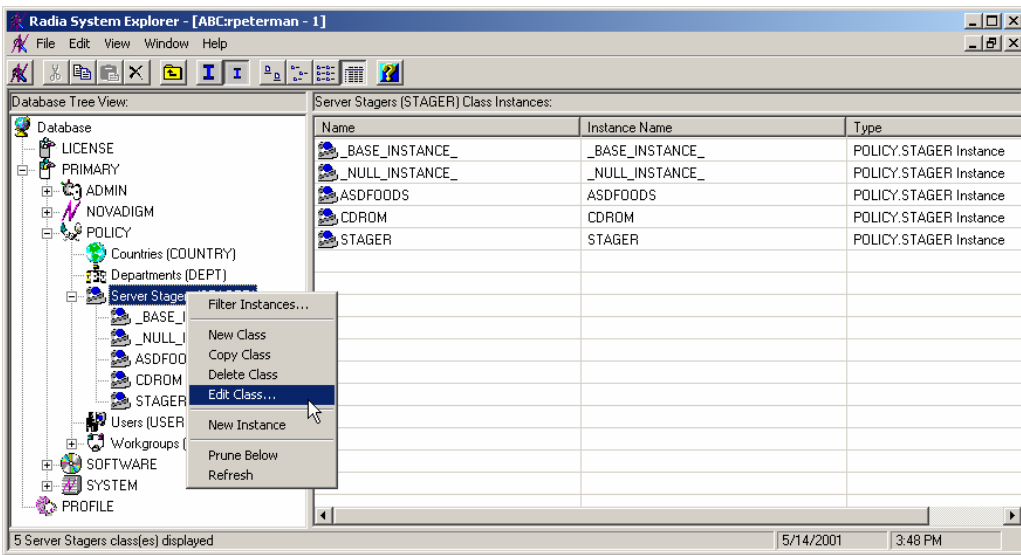 Radia System Explorer - [ABC:rpeterman - 1]
File Edit View Window Help
Database Tree View:
Server Stagers (STAGER) Class Instances:
Database
LICENSE
PRIMARY
ADMIN
NOVADIGM
POLICY
Countries (COUNTRY)
Departments (DEPT)
Server Stage
_BASE_I
_NULL_I
ASDFOO
CDROM
STAGER
Users (USER
Workgroups (
SOFTWARE
SYSTEM
PROFILE
Filter Instances...
New Class
Copy Class
Delete Class
Edit Class...
New Instance
Prune Below
Refresh
Name Instance Name Type
_BASE_INSTANCE_ _BASE_INSTANCE_ POLICY.STAGER Instance
_NULL_INSTANCE_ _NULL_INSTANCE_ POLICY.STAGER Instance
ASDFOODS ASDFOODS POLICY.STAGER Instance
CDROM CDROM POLICY.STAGER Instance
STAGER STAGER POLICY.STAGER Instance
5 Server Stagers class(es) displayed 5/14/2001 3:48 PM